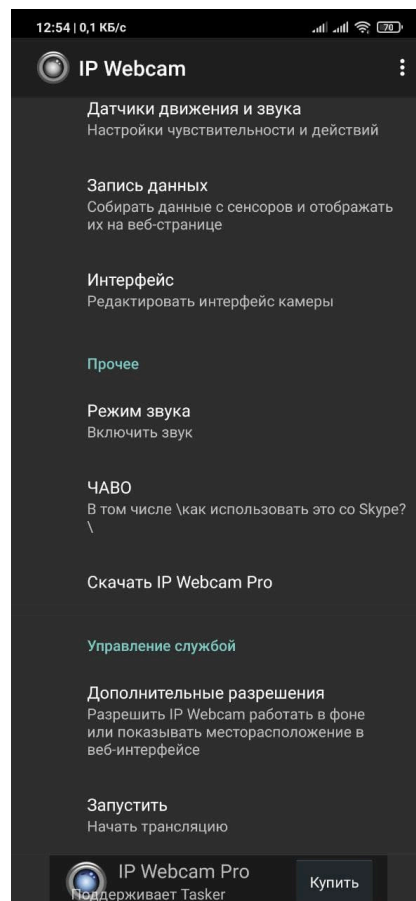 12:54 | 0,1 КБ/с
70
IP Webcam
Датчики движения и звука
Настройки чувствительности и действий
Запись данных
Собирать данные с сенсоров и отображать
их на веб-странице
Интерфейс
Редактировать интерфейс камеры
Прочее
Режим звука
Включить звук
ЧАВО
В том числе \как использовать это со Skype?
\
Скачать IP Webcam Pro
Управление службой
Дополнительные разрешения
Разрешить IP Webcam работать в фоне
или показывать месторасположение в
веб-интерфейсе
Запустить
Начать трансляцию
IP Webcam Pro
Поддерживает Tasker
Купить